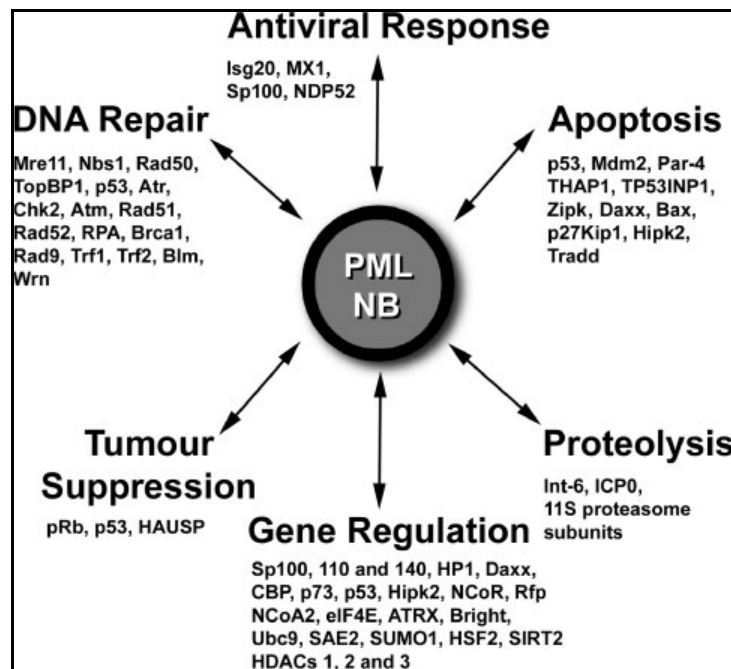 Antiviral Response
Isg20, MX1,
Sp100, NDP52
DNA Repair
Mre11, Nbs1, Rad50,
TopBP1, p53, Atr,
Chk2, Atm, Rad51,
Rad52, RPA, Brca1,
Rad9, Trf1, Trf2, Blm,
Wrn
Apoptosis
p53, Mdm2, Par-4
THAP1, TP53INP1,
Zipk, Daxx, Bax,
p27Kip1, Hipk2,
Tradd
PML
NB
Tumour
Suppression
pRb, p53, HAUSP
Gene Regulation
Sp100, 110 and 140, HP1, Daxx,
CBP, p73, p53, Hipk2, NCoR, Rfp
NCoA2, eIF4E, ATRX, Bright,
Ubc9, SAE2, SUMO1, HSF2, SIRT2
HDACs 1, 2 and 3
Proteolysis
Int-6, ICP0,
11S proteasome
subunits